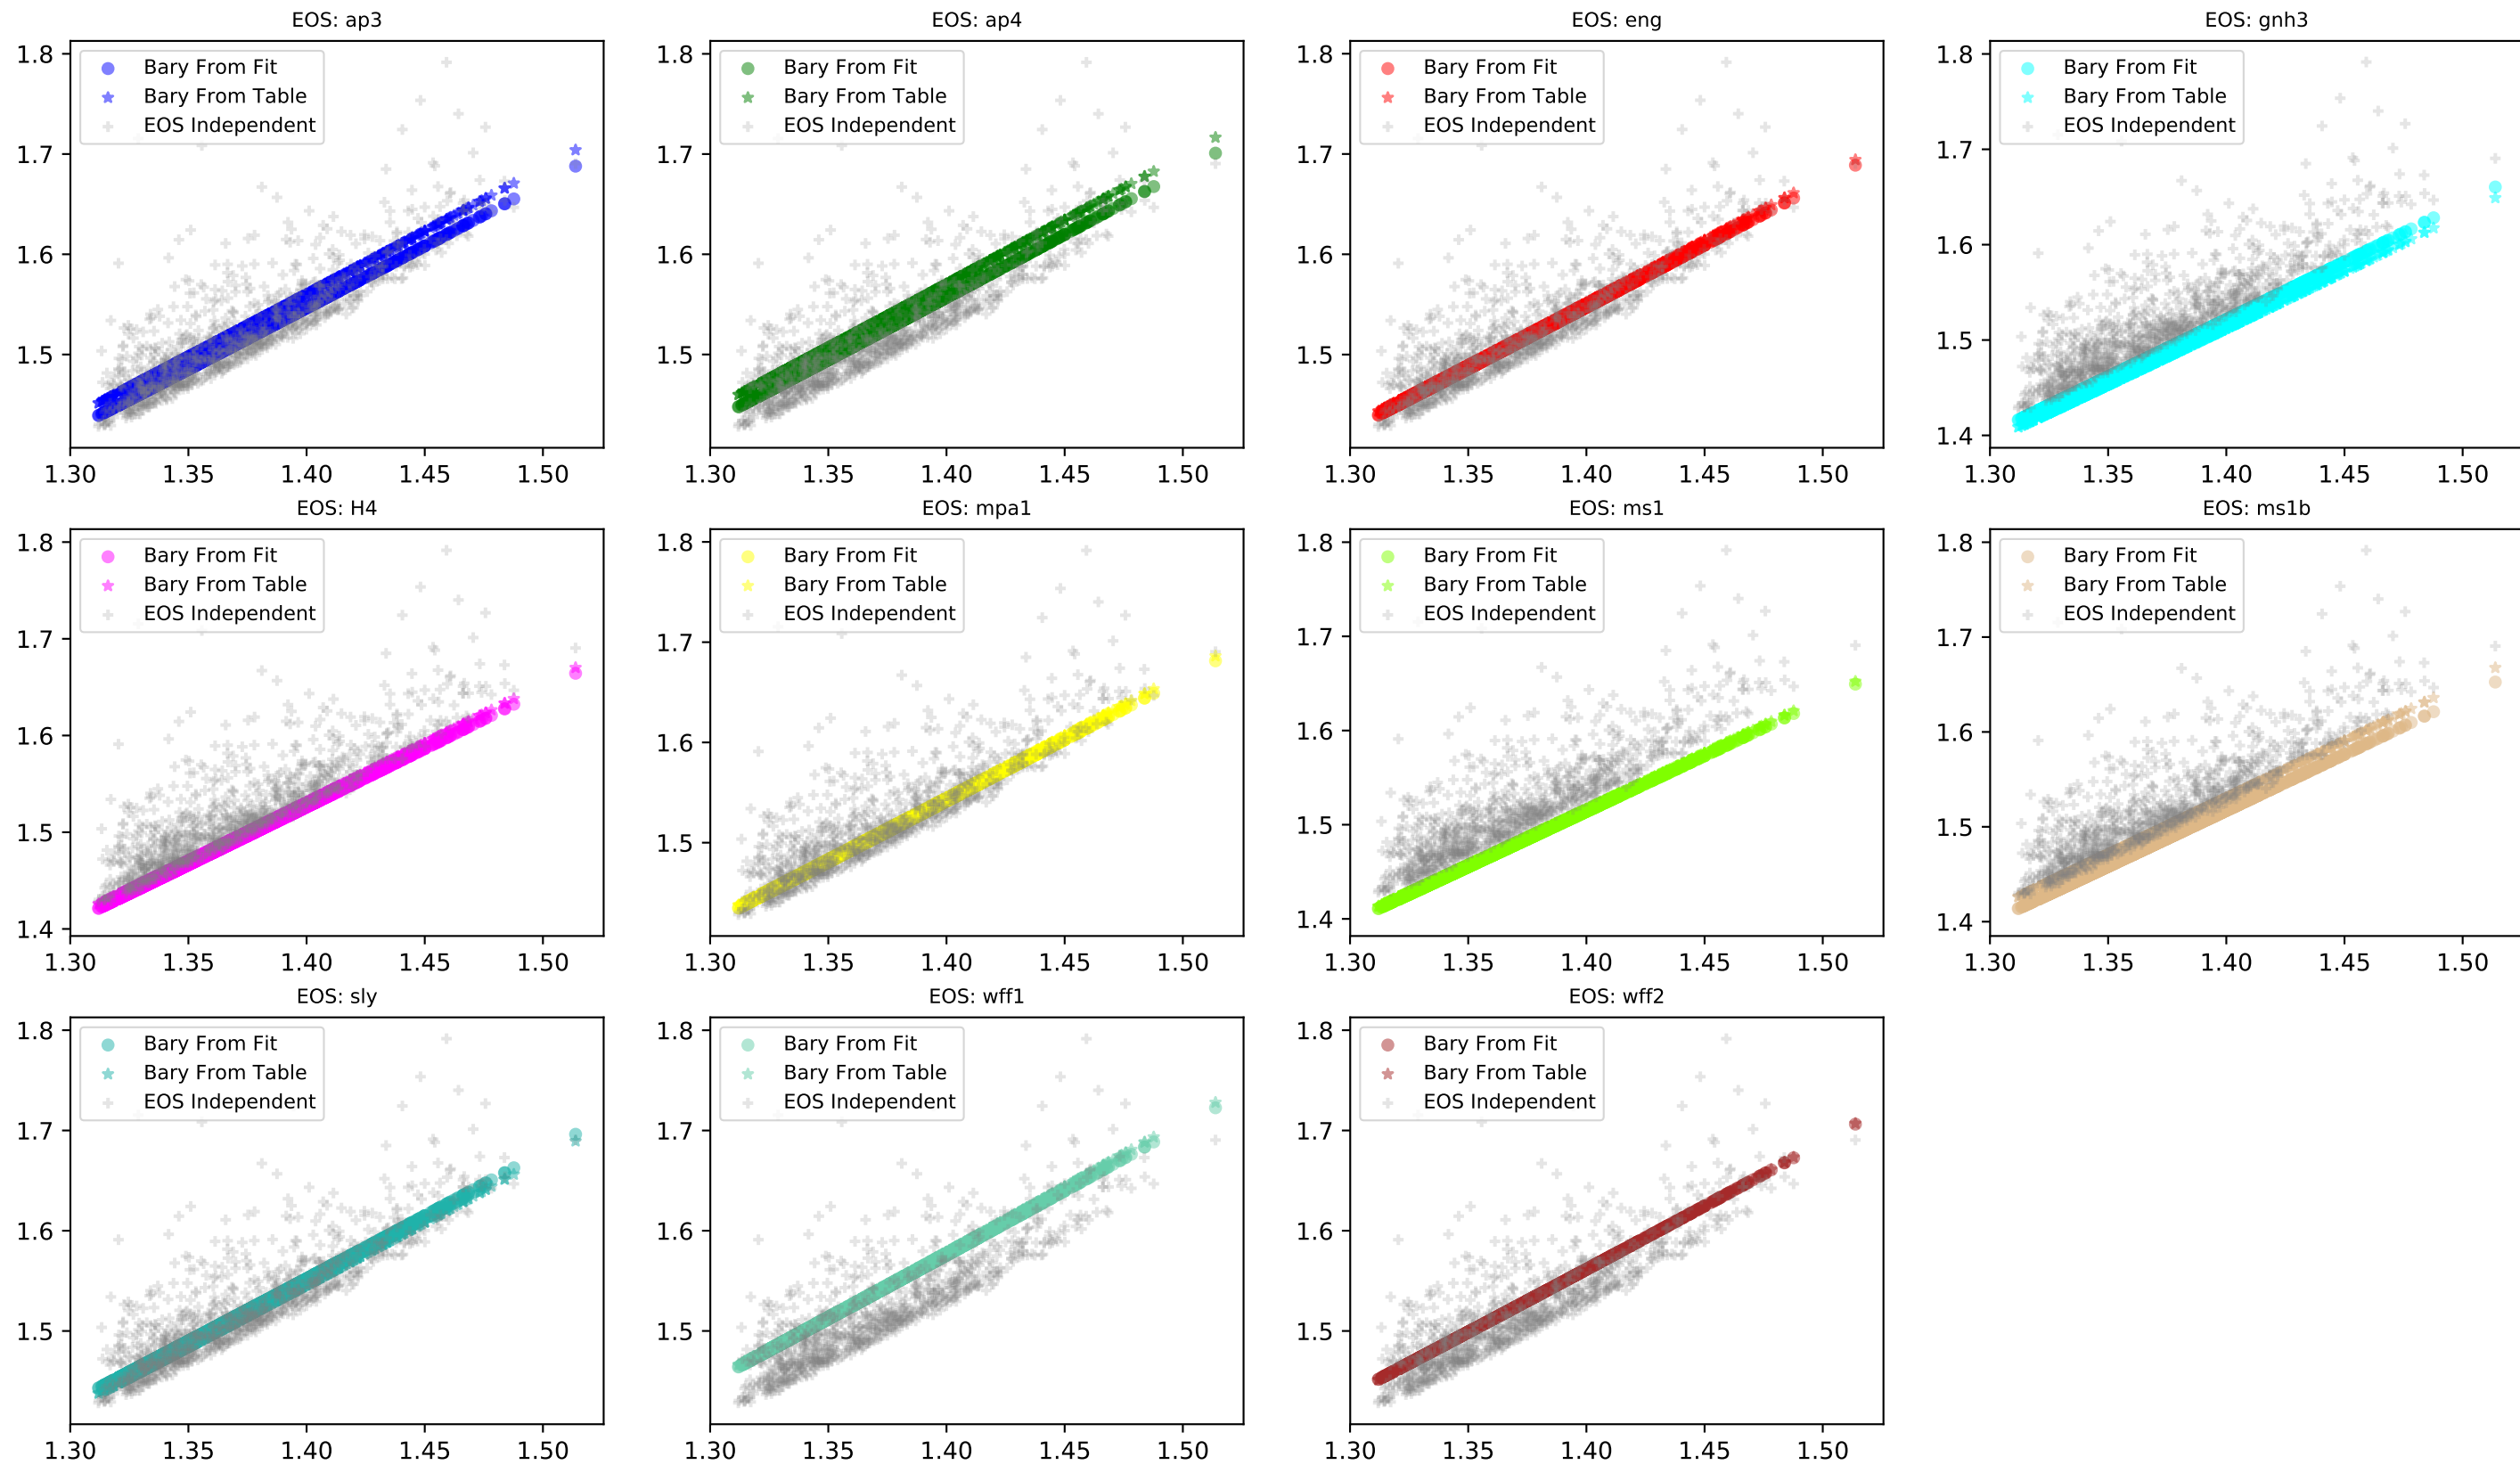 EOS: ap3
1.8
1.7
1.6
1.5
Bary From Fit
Bary From Table
EOS Independent
1.30 1.35 1.40 1.45 1.50
EOS: ap4
1.8
1.7
1.6
1.5
Bary From Fit
Bary From Table
EOS Independent
1.30 1.35 1.40 1.45 1.50
EOS: eng
1.8
1.7
1.6
1.5
Bary From Fit
Bary From Table
EOS Independent
1.30 1.35 1.40 1.45 1.50
EOS: gnh3
1.8
1.7
1.6
1.5
1.4
Bary From Fit
Bary From Table
EOS Independent
1.30 1.35 1.40 1.45 1.50
EOS: H4
1.8
1.7
1.6
1.5
1.4
Bary From Fit
Bary From Table
EOS Independent
1.30 1.35 1.40 1.45 1.50
EOS: mpa1
1.8
1.7
1.6
1.5
Bary From Fit
Bary From Table
EOS Independent
1.30 1.35 1.40 1.45 1.50
EOS: ms1
1.8
1.7
1.6
1.5
1.4
Bary From Fit
Bary From Table
EOS Independent
1.30 1.35 1.40 1.45 1.50
EOS: ms1b
1.8
1.7
1.6
1.5
1.4
Bary From Fit
Bary From Table
EOS Independent
1.30 1.35 1.40 1.45 1.50
EOS: sly
1.8
1.7
1.6
1.5
Bary From Fit
Bary From Table
EOS Independent
1.30 1.35 1.40 1.45 1.50
EOS: wff1
1.8
1.7
1.6
1.5
Bary From Fit
Bary From Table
EOS Independent
1.30 1.35 1.40 1.45 1.50
EOS: wff2
1.8
1.7
1.6
1.5
Bary From Fit
Bary From Table
EOS Independent
1.30 1.35 1.40 1.45 1.50